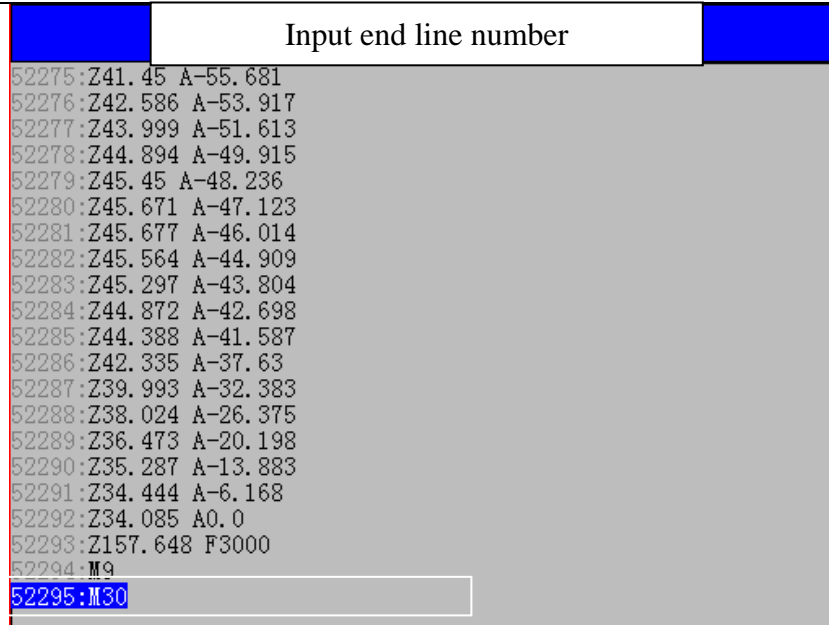 Input end line number
52275:Z41.45 A-55.681
52276:Z42.586 A-53.917
52277:Z43.999 A-51.613
52278:Z44.894 A-49.915
52279:Z45.45 A-48.236
52280:Z45.671 A-47.123
52281:Z45.677 A-46.014
52282:Z45.564 A-44.909
52283:Z45.297 A-43.804
52284:Z44.872 A-42.698
52285:Z44.388 A-41.587
52286:Z42.335 A-37.63
52287:Z39.993 A-32.383
52288:Z38.024 A-26.375
52289:Z36.473 A-20.198
52290:Z35.287 A-13.883
52291:Z34.444 A-6.168
52292:Z34.085 A0.0
52293:Z157.648 F3000
52294:M9
52295:M30